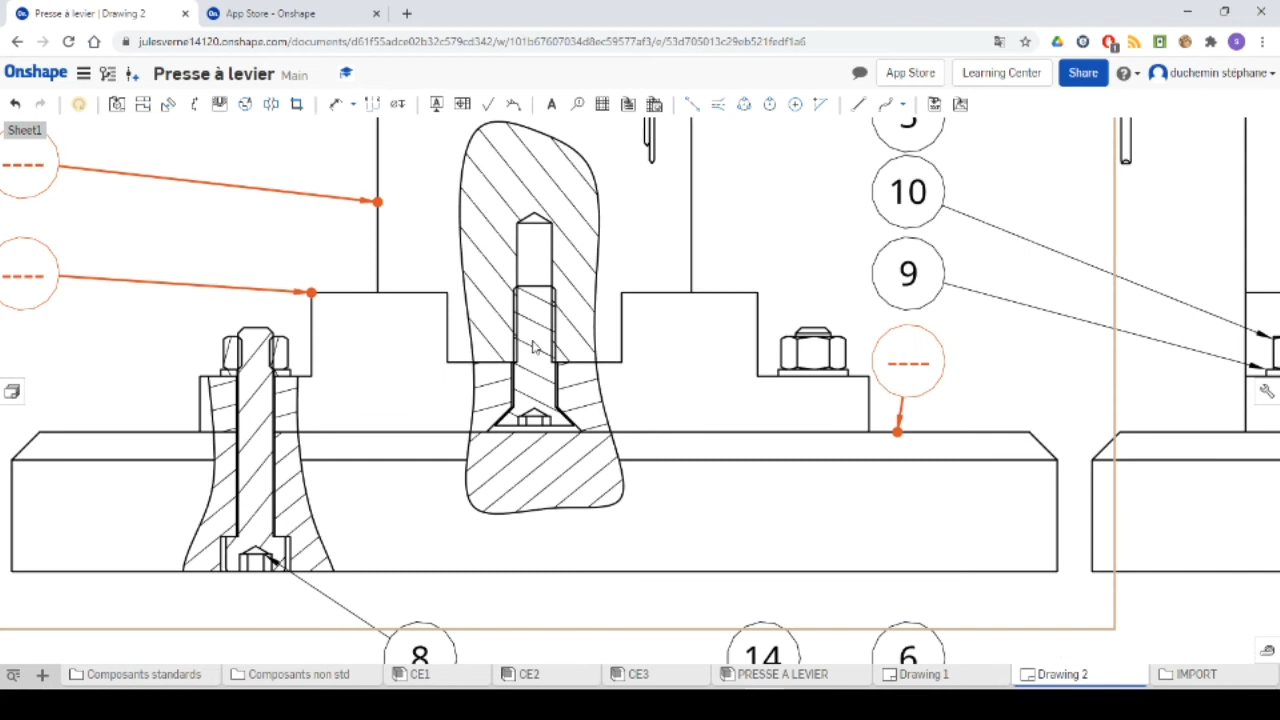 Presse à levier | Drawing 2
App Store - Onshape
julesverne14120.onshape.com/documents/d61f55adce02b32c579cd342/w/101b67607034d8ec59577af3/e/53d705013c29eb521fedf1a6
Onshape
Presse à levier Main
App Store
Learning Center
Share
duchemin stéphane
Sheet1
10
9
8
14
6
Composants standards
Composants non std
CE1
CE2
CE3
PRESSE A LEVIER
Drawing 1
Drawing 2
IMPORT